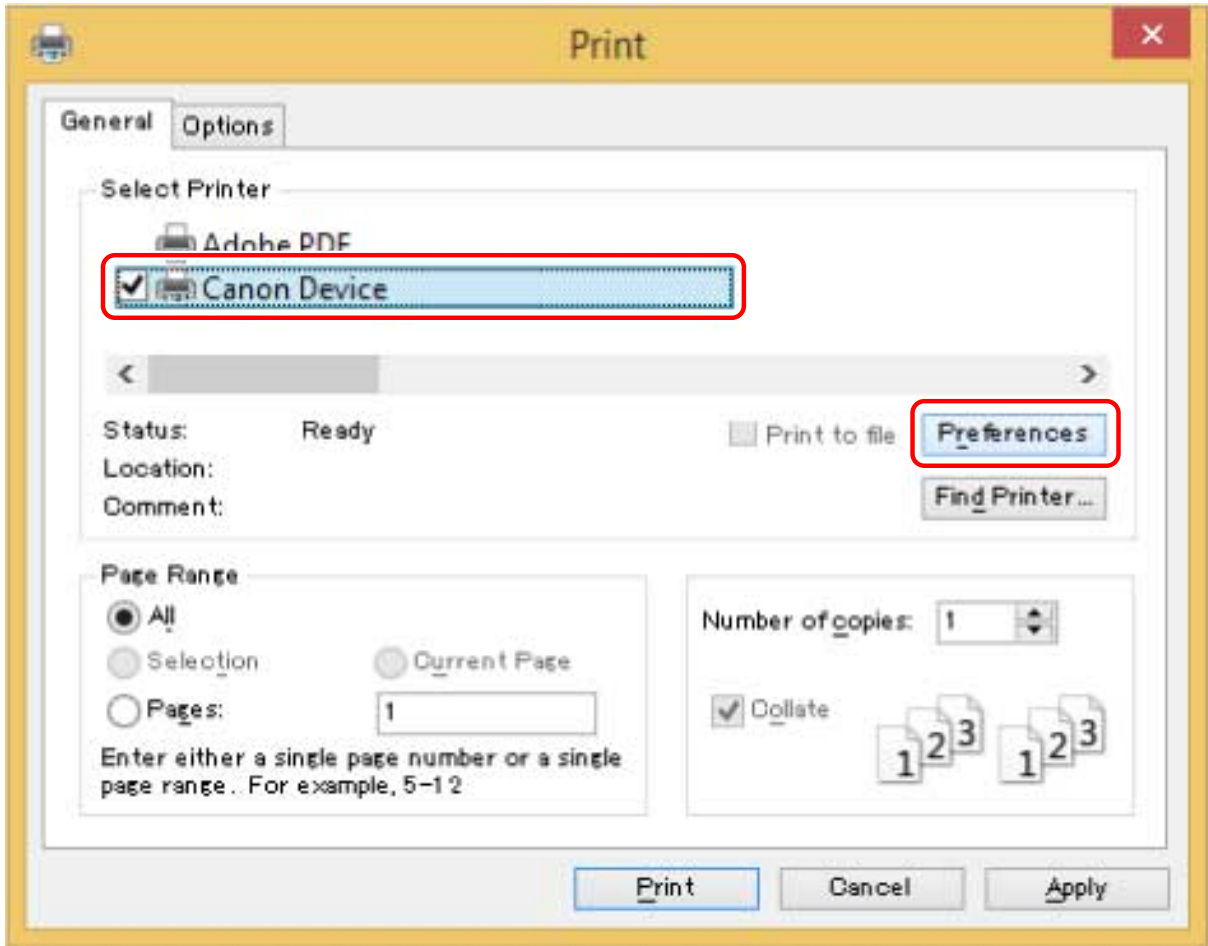 Print
General Options
Select Printer
Adobe PDF
Canon Device
Status: Ready
Print to file Preferences
Location:
Comment:
Find Printer...
Page Range
All
Selection Current Page
Pages: 1
Enter either a single page number or a single
page range. For example, 5-12
Number of copies: 1
Collate
1 2 3 1 2 3
Print Cancel Apply